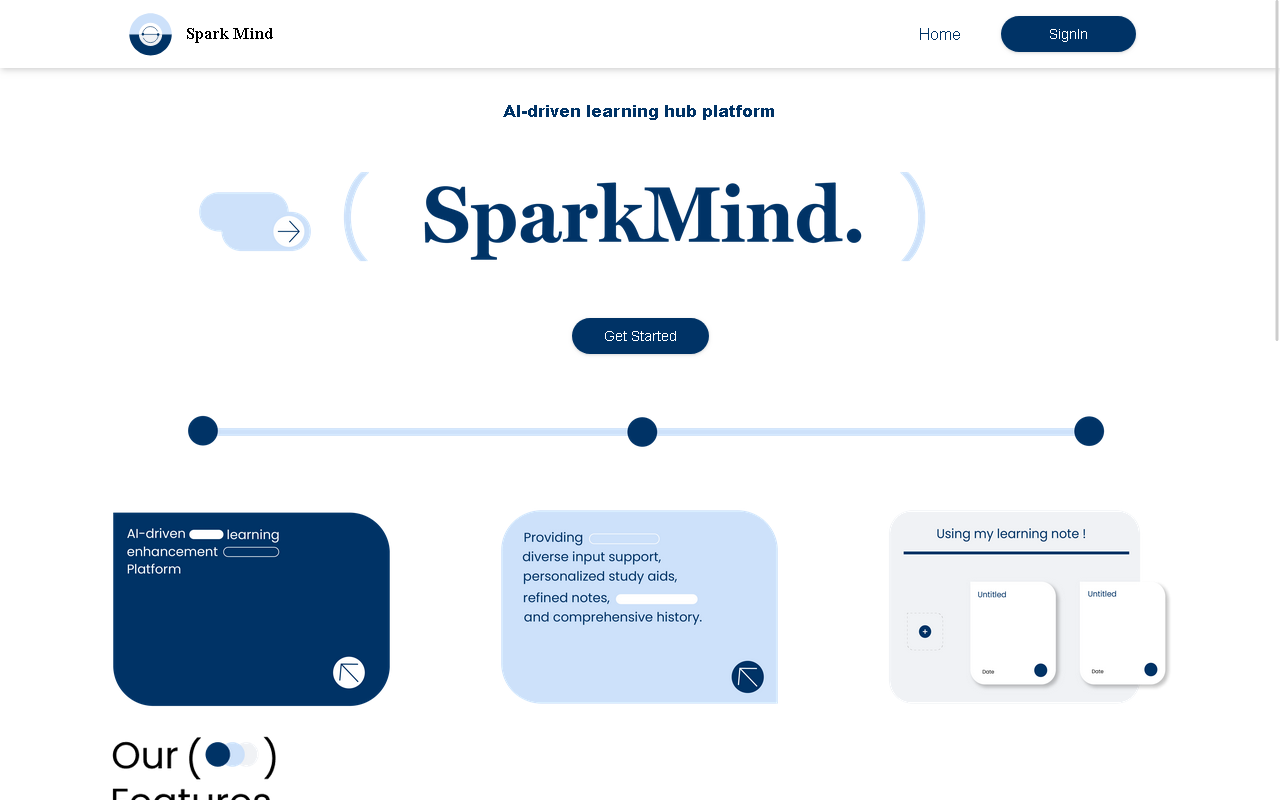 Spark Mind
Home
SignIn
AI-driven learning hub platform
( SparkMind. )
Get Started
AI-driven learning
enhancement
Platform
Providing
diverse input support,
personalized study aids,
refined notes,
and comprehensive history.
Using my learning note !
Untitled
Date
Untitled
Date
Our ( )
Features